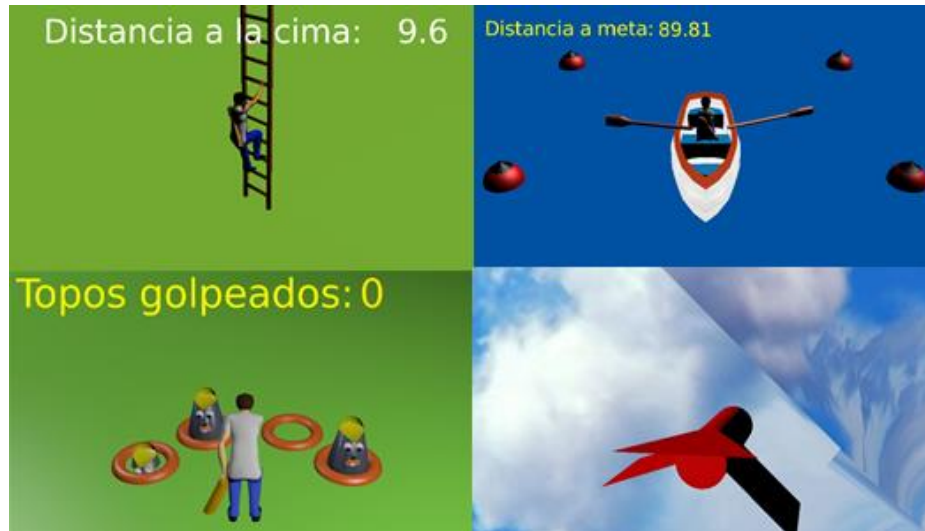 Distancia a la cima: 9.6
Distancia a meta: 89.81
Topos golpeados: 0